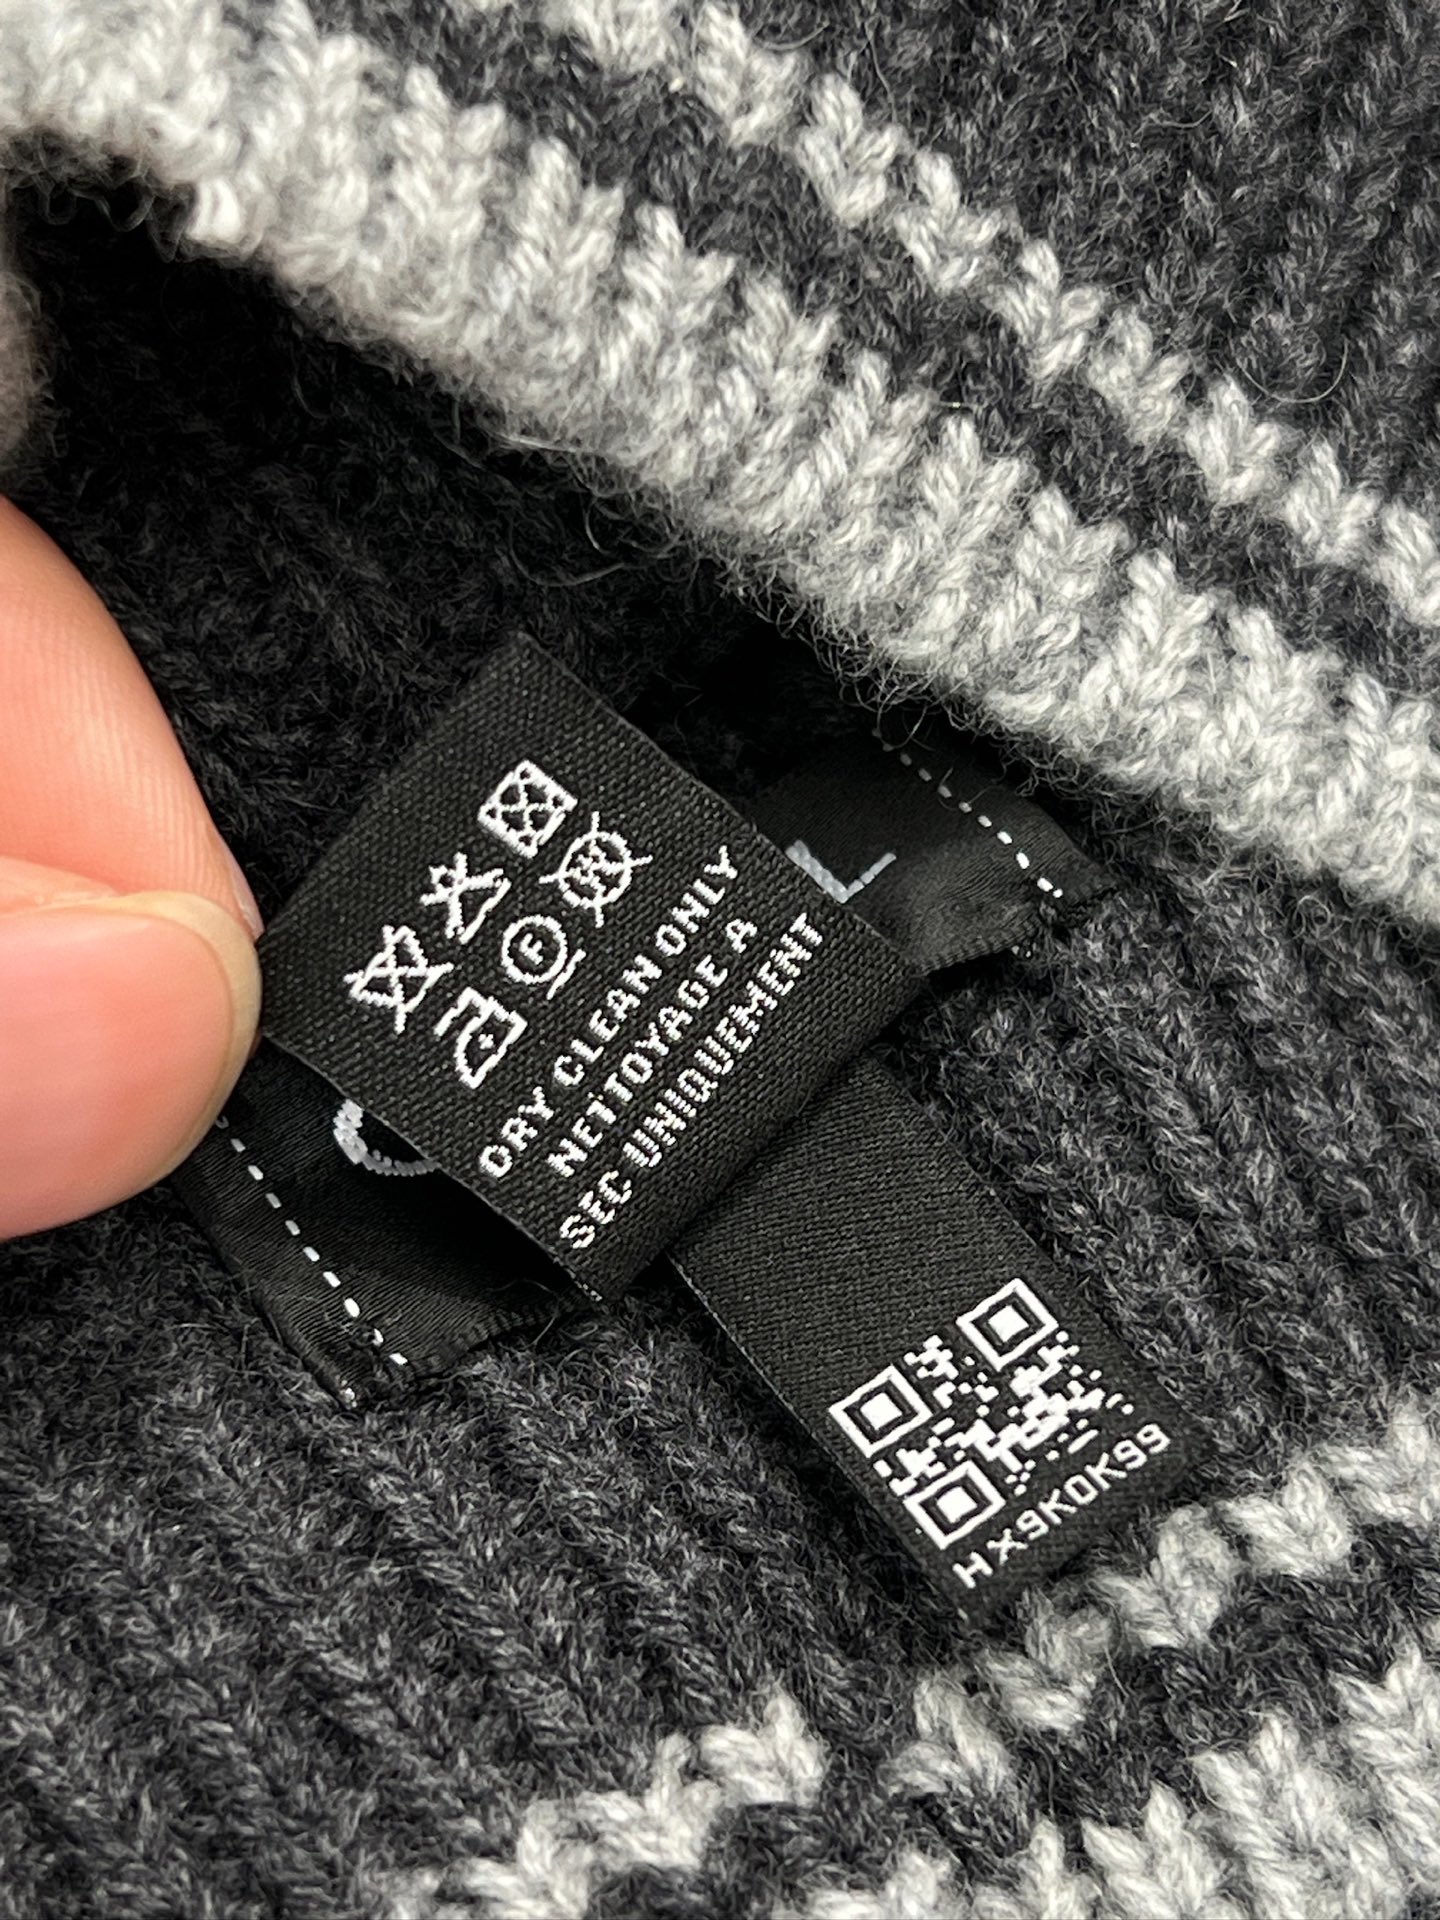 DRY CLEAN ONLY
NETTOYAGE A
SEC UNIQUEMENT
HX9K0K99